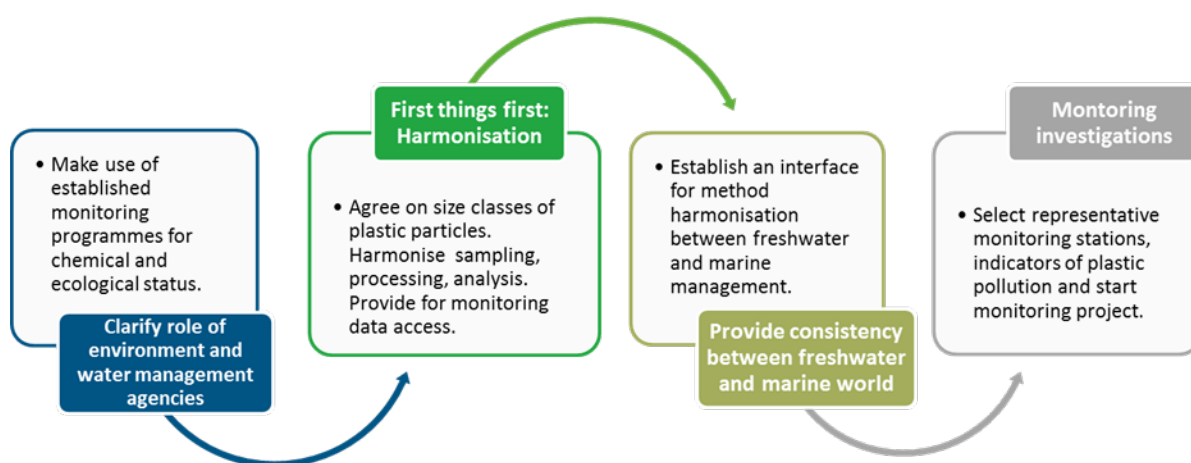 • Make use of
established
monitoring
programmes for
chemical and
ecological status.
Clarify role of
environment and
water management
agencies
First things first:
Harmonisation
• Agree on size classes of
plastic particles.
Harmonise sampling,
processing, analysis.
Provide for monitoring
data access.
• Establish an interface
for method
harmonisation
between freshwater
and marine
management.
Provide consistency
between freshwater
and marine world
Montoring
investigations
• Select representative
monitoring stations,
indicators of plastic
pollution and start
monitoring project.